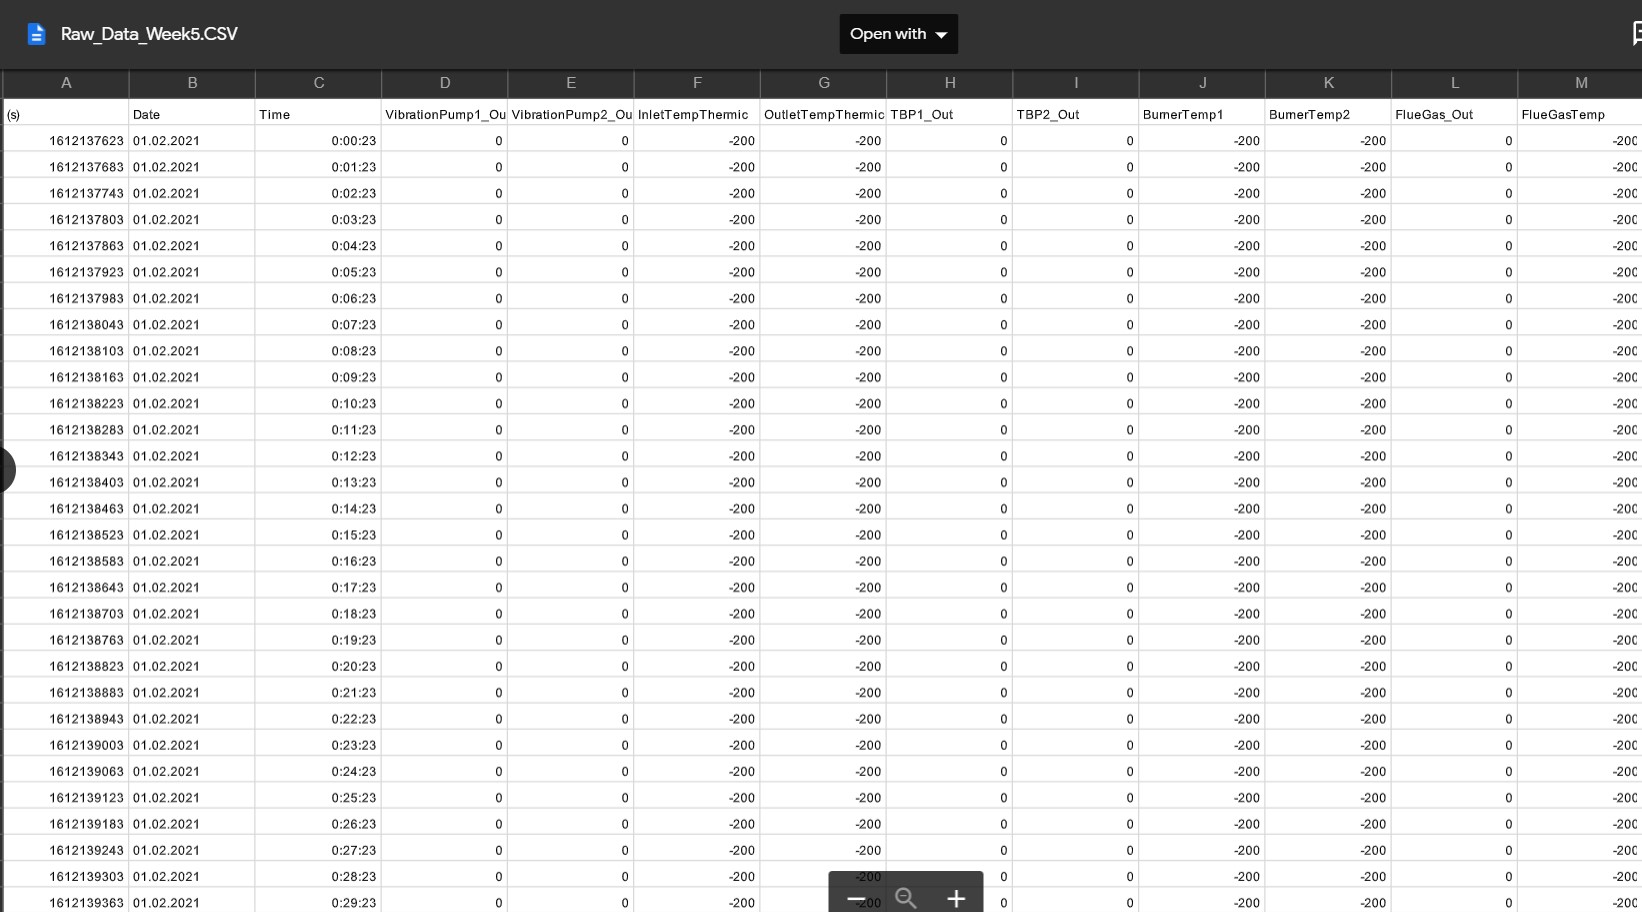 Raw_Data_Week5.CSV
Open with
A B C D E F G H I J K L M
(s) Date Time VibrationPump1_Ou VibrationPump2_Ou InletTempThermic OutletTempThermic TBP1_Out TBP2_Out BurnerTemp1 BurnerTemp2 FlueGas_Out FlueGasTemp
1612137623 01.02.2021 0:00:23 0 0 -200 -200 0 0 -200 -200 0 -200
1612137683 01.02.2021 0:01:23 0 0 -200 -200 0 0 -200 -200 0 -200
1612137743 01.02.2021 0:02:23 0 0 -200 -200 0 0 -200 -200 0 -200
1612137803 01.02.2021 0:03:23 0 0 -200 -200 0 0 -200 -200 0 -200
1612137863 01.02.2021 0:04:23 0 0 -200 -200 0 0 -200 -200 0 -200
1612137923 01.02.2021 0:05:23 0 0 -200 -200 0 0 -200 -200 0 -200
1612137983 01.02.2021 0:06:23 0 0 -200 -200 0 0 -200 -200 0 -200
1612138043 01.02.2021 0:07:23 0 0 -200 -200 0 0 -200 -200 0 -200
1612138103 01.02.2021 0:08:23 0 0 -200 -200 0 0 -200 -200 0 -200
1612138163 01.02.2021 0:09:23 0 0 -200 -200 0 0 -200 -200 0 -200
1612138223 01.02.2021 0:10:23 0 0 -200 -200 0 0 -200 -200 0 -200
1612138283 01.02.2021 0:11:23 0 0 -200 -200 0 0 -200 -200 0 -200
1612138343 01.02.2021 0:12:23 0 0 -200 -200 0 0 -200 -200 0 -200
1612138403 01.02.2021 0:13:23 0 0 -200 -200 0 0 -200 -200 0 -200
1612138463 01.02.2021 0:14:23 0 0 -200 -200 0 0 -200 -200 0 -200
1612138523 01.02.2021 0:15:23 0 0 -200 -200 0 0 -200 -200 0 -200
1612138583 01.02.2021 0:16:23 0 0 -200 -200 0 0 -200 -200 0 -200
1612138643 01.02.2021 0:17:23 0 0 -200 -200 0 0 -200 -200 0 -200
1612138703 01.02.2021 0:18:23 0 0 -200 -200 0 0 -200 -200 0 -200
1612138763 01.02.2021 0:19:23 0 0 -200 -200 0 0 -200 -200 0 -200
1612138823 01.02.2021 0:20:23 0 0 -200 -200 0 0 -200 -200 0 -200
1612138883 01.02.2021 0:21:23 0 0 -200 -200 0 0 -200 -200 0 -200
1612138943 01.02.2021 0:22:23 0 0 -200 -200 0 0 -200 -200 0 -200
1612139003 01.02.2021 0:23:23 0 0 -200 -200 0 0 -200 -200 0 -200
1612139063 01.02.2021 0:24:23 0 0 -200 -200 0 0 -200 -200 0 -200
1612139123 01.02.2021 0:25:23 0 0 -200 -200 0 0 -200 -200 0 -200
1612139183 01.02.2021 0:26:23 0 0 -200 -200 0 0 -200 -200 0 -200
1612139243 01.02.2021 0:27:23 0 0 -200 -200 0 0 -200 -200 0 -200
1612139303 01.02.2021 0:28:23 0 0 -200 -200 0 0 -200 -200 0 -200
1612139363 01.02.2021 0:29:23 0 0 -200 -200 0 0 -200 -200 0 -200